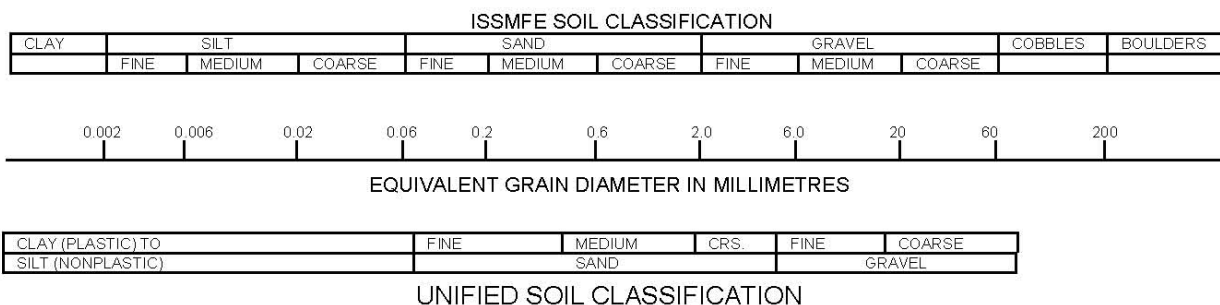 ISSMFE SOIL CLASSIFICATION
CLAY SILT SAND GRAVEL COBBLES BOULDERS
FINE MEDIUM COARSE FINE MEDIUM COARSE FINE MEDIUM COARSE
0.002 0.006 0.02 0.06 0.2 0.6 2.0 6.0 20 60 200
EQUIVALENT GRAIN DIAMETER IN MILLIMETRES
CLAY (PLASTIC) TO FINE MEDIUM CRS. FINE COARSE
SILT (NONPLASTIC) SAND GRAVEL
UNIFIED SOIL CLASSIFICATION